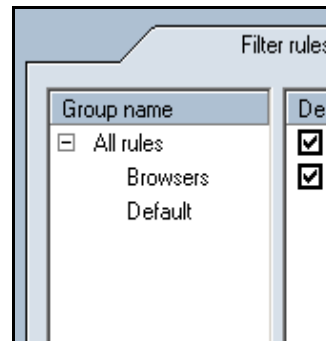 Filter rules
Group name
De
All rules
Browsers
Default